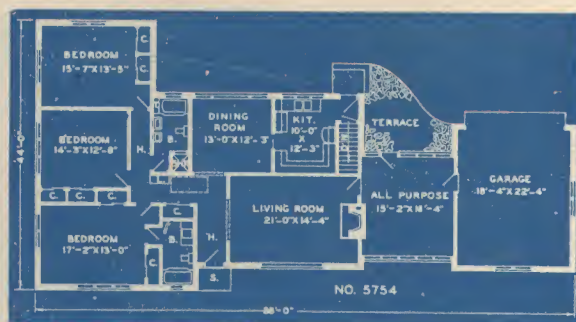 BEDROOM
15'-7"X13'-5"
C.
C.
44'-0"
BEDROOM
14'-3"X12'-8"
H.
B.
DINING
ROOM
13'-0"X12'-3"
KIT.
10'-0"
X
12'-3"
TERRACE
GARAGE
18'-4"X22'-4"
C.
C.
C.
C.
BEDROOM
17'-2"X13'-0"
B.
C.
H.
S.
LIVING ROOM
21'-0"X14'-4"
ALL PURPOSE
15'-2"X18'-4"
NO. 5754